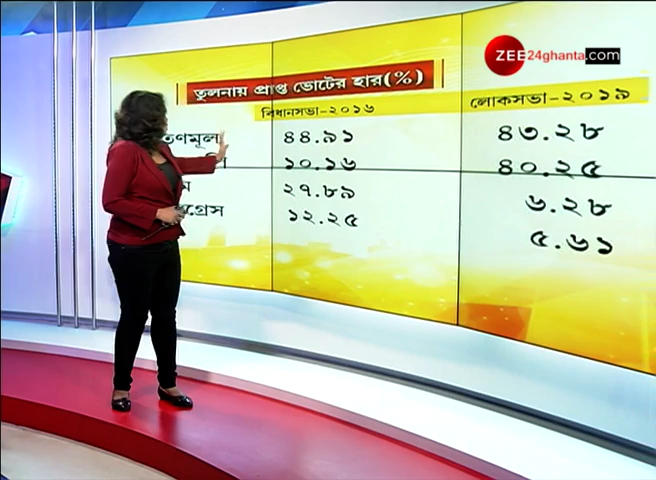 ZEE24ghanta.com
তুলনায় প্রাপ্ত ভোটের হার(%)
বিধানসভা-২০১৬ লোকসভা-২০১৯
তৃণমূল ৪৪.৯১ ৪৩.২৮
১০.১৬ ৪০.২৫
২৭.৮৯ ৬.২৮
১২.২৫ ৫.৬১